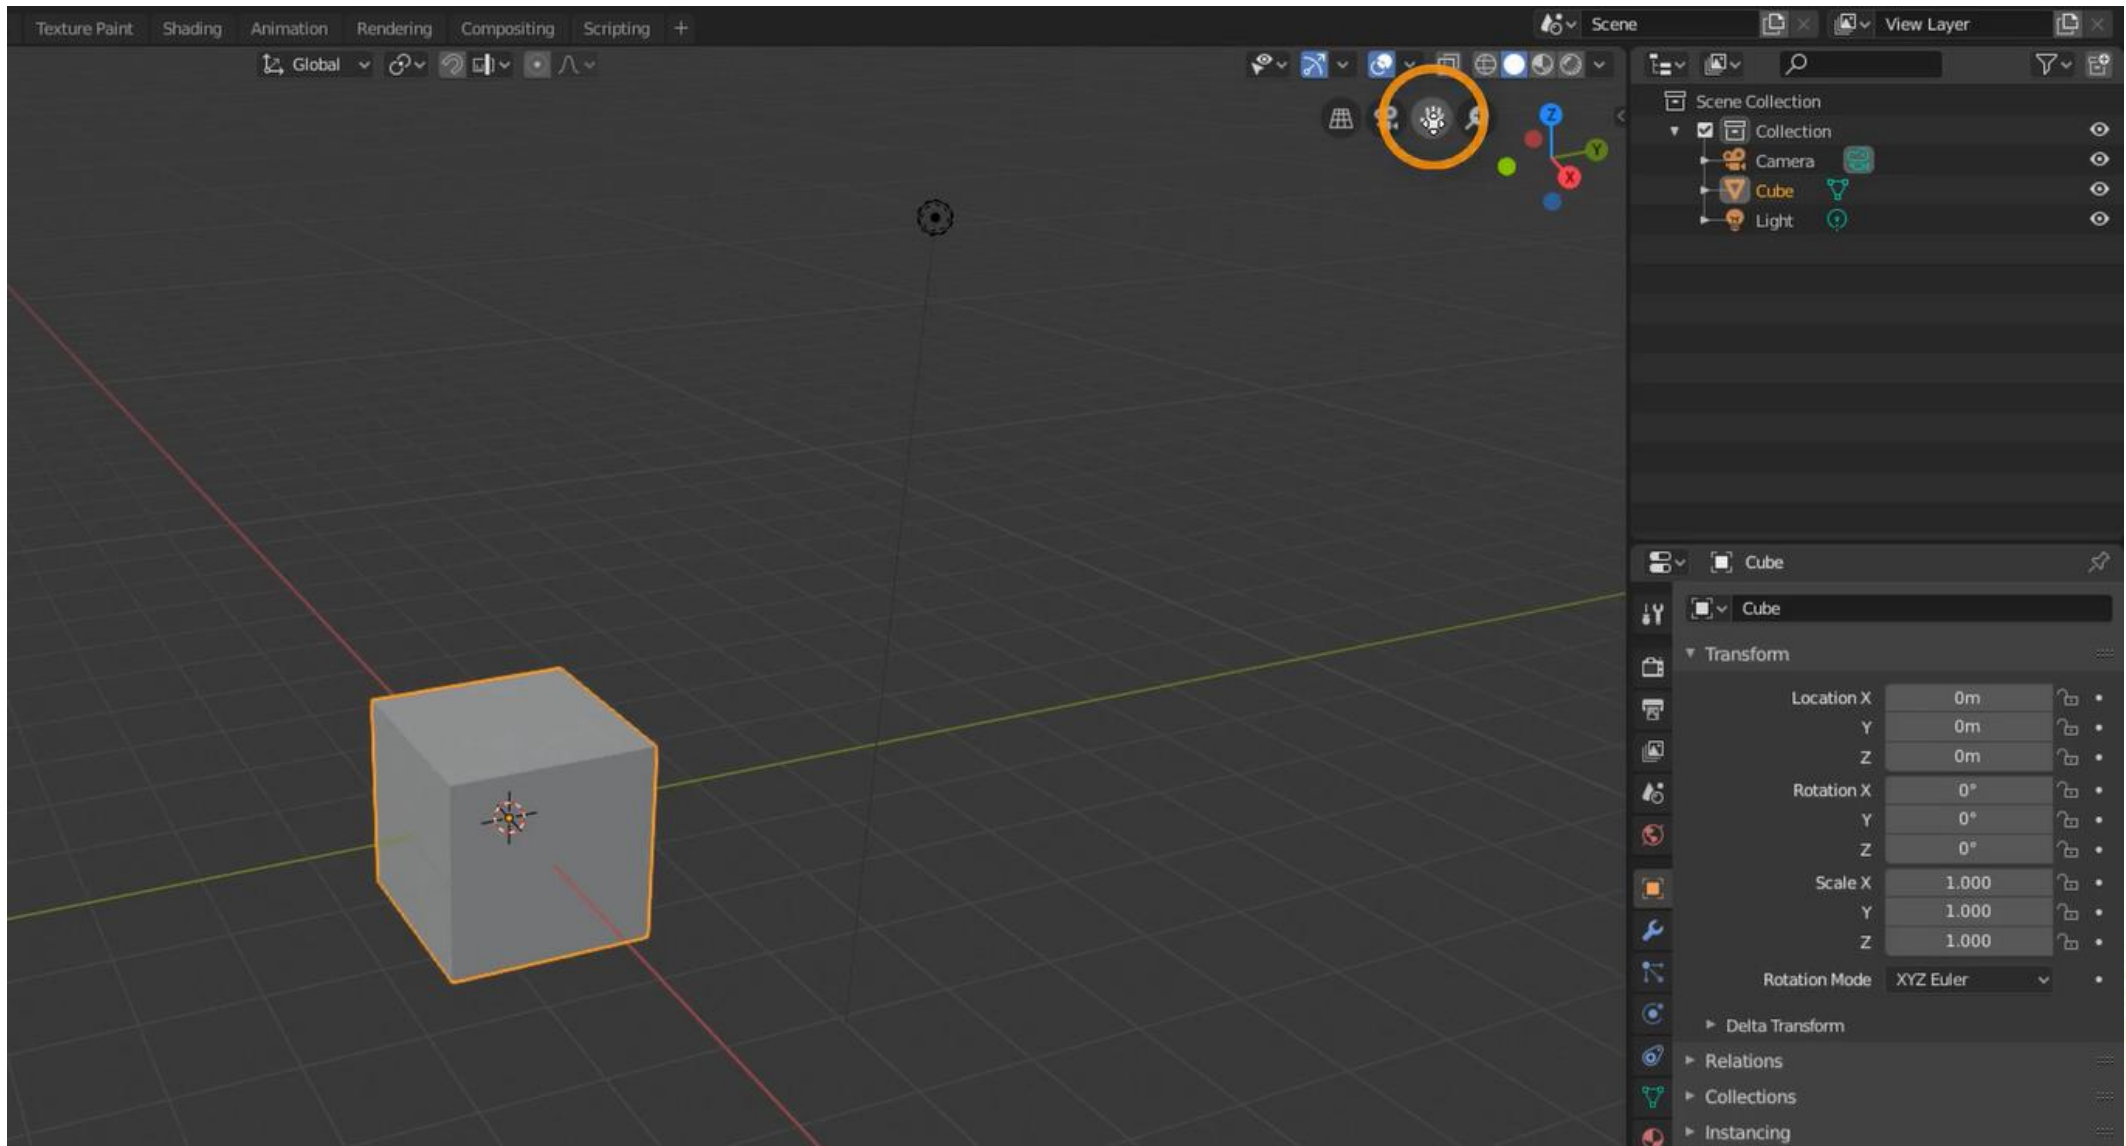 Texture Paint Shading Animation Rendering Compositing Scripting +
Scene View Layer
Global
Z
Y
X
Scene Collection
Collection
Camera
Cube
Light
Cube
Cube
Transform
Location X 0m
Y 0m
Z 0m
Rotation X 0°
Y 0°
Z 0°
Scale X 1.000
Y 1.000
Z 1.000
Rotation Mode XYZ Euler
Delta Transform
Relations
Collections
Instancing